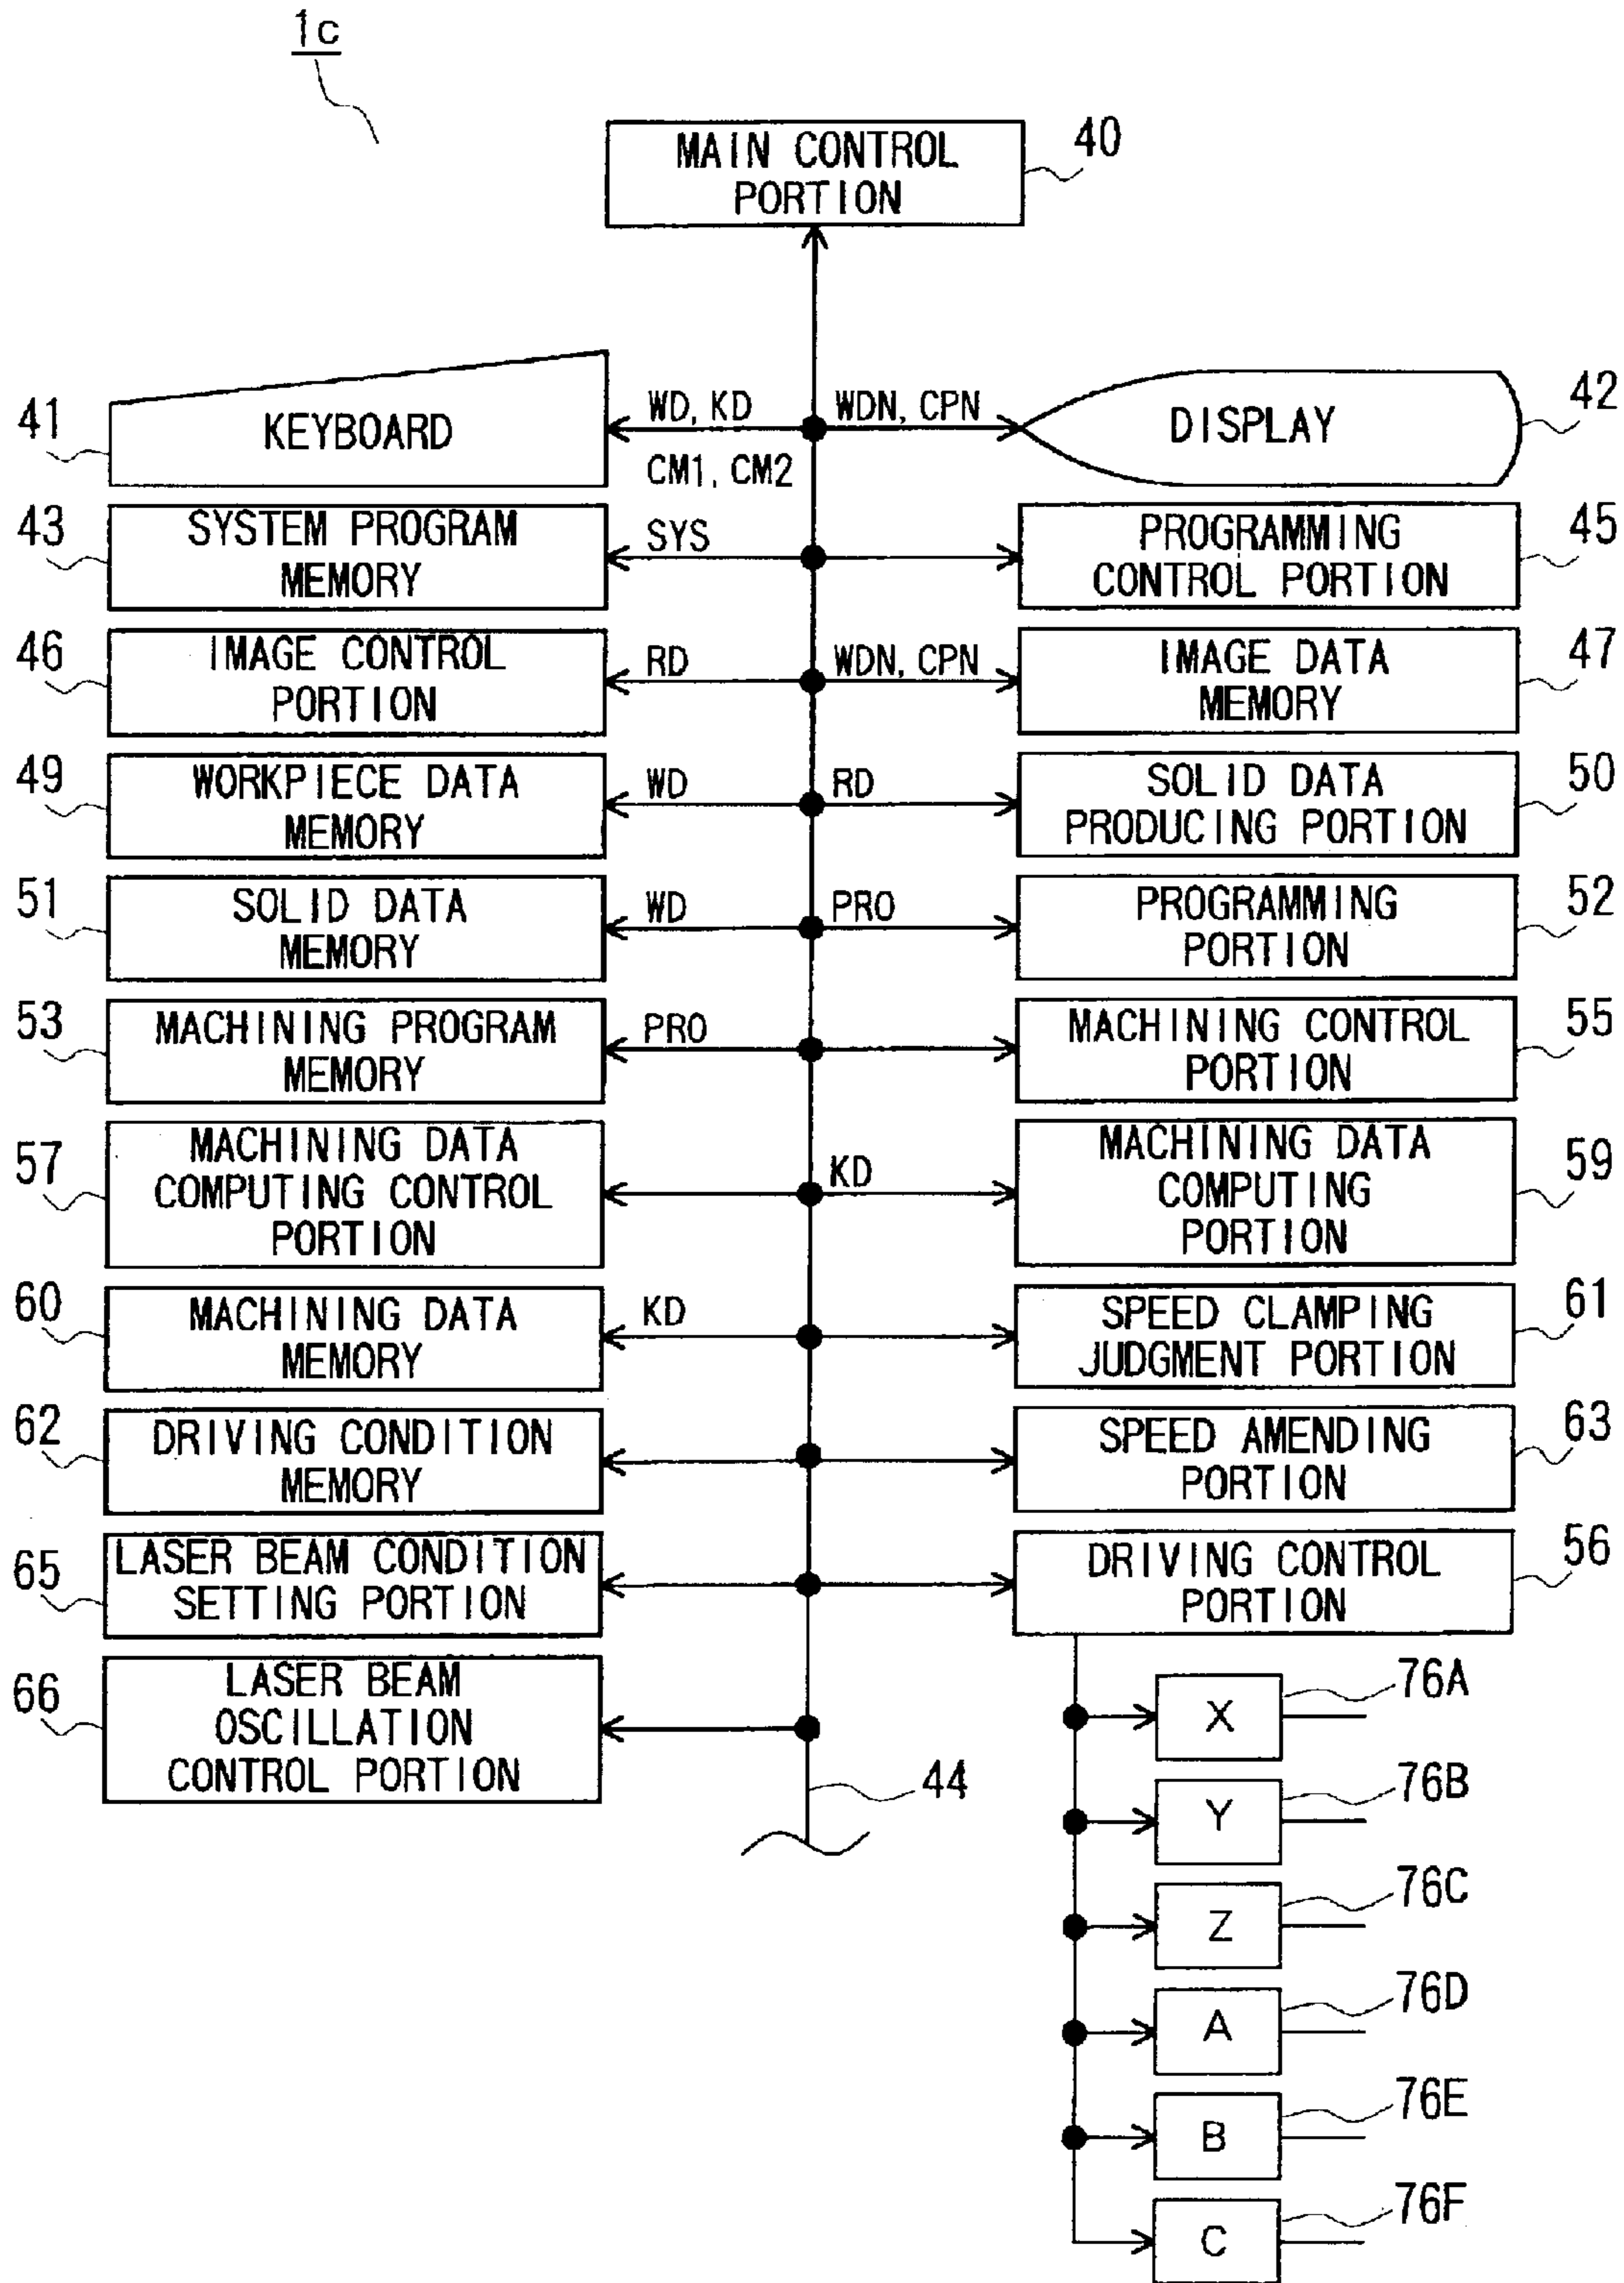 1c
MAIN CONTROL
PORTION
40
41
KEYBOARD
WD, KD
CM1, CM2
WDN, CPN
DISPLAY
42
43
SYSTEM PROGRAM
MEMORY
SYS
PROGRAMMING
CONTROL PORTION
45
46
IMAGE CONTROL
PORTION
RD
WDN, CPN
IMAGE DATA
MEMORY
47
49
WORKPIECE DATA
MEMORY
WD
RD
SOLID DATA
PRODUCING PORTION
50
51
SOLID DATA
MEMORY
WD
PRO
PROGRAMMING
PORTION
52
53
MACHINING PROGRAM
MEMORY
PRO
MACHINING CONTROL
PORTION
55
57
MACHINING DATA
COMPUTING CONTROL
PORTION
KD
MACHINING DATA
COMPUTING
PORTION
59
60
MACHINING DATA
MEMORY
KD
SPEED CLAMPING
JUDGMENT PORTION
61
62
DRIVING CONDITION
MEMORY
SPEED AMENDING
PORTION
63
65
LASER BEAM CONDITION
SETTING PORTION
DRIVING CONTROL
PORTION
56
66
LASER BEAM
OSCILLATION
CONTROL PORTION
44
X
76A
Y
76B
Z
76C
A
76D
B
76E
C
76F